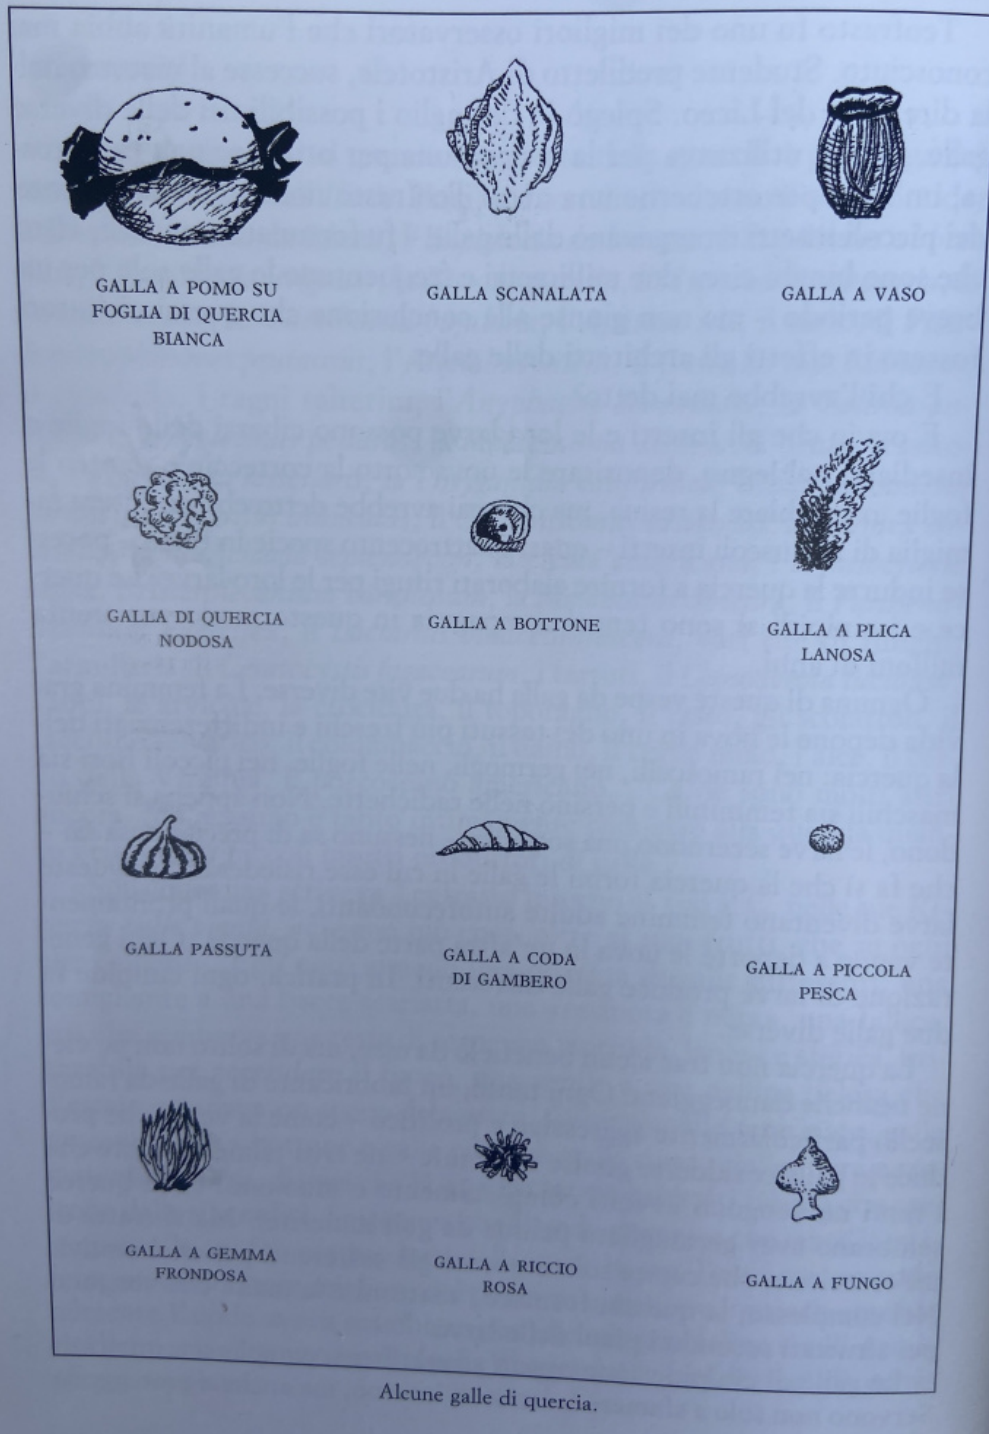 GALLA A POMO SU
FOGLIA DI QUERCIA
BIANCA
GALLA SCANALATA
GALLA A VASO
GALLA DI QUERCIA
NODOSA
GALLA A BOTTONE
GALLA A PLICA
LANOSA
GALLA PASSUTA
GALLA A CODA
DI GAMBERO
GALLA A PICCOLA
PESCA
GALLA A GEMMA
FRONDOSA
GALLA A RICCIO
ROSA
GALLA A FUNGO
Alcune galle di quercia.